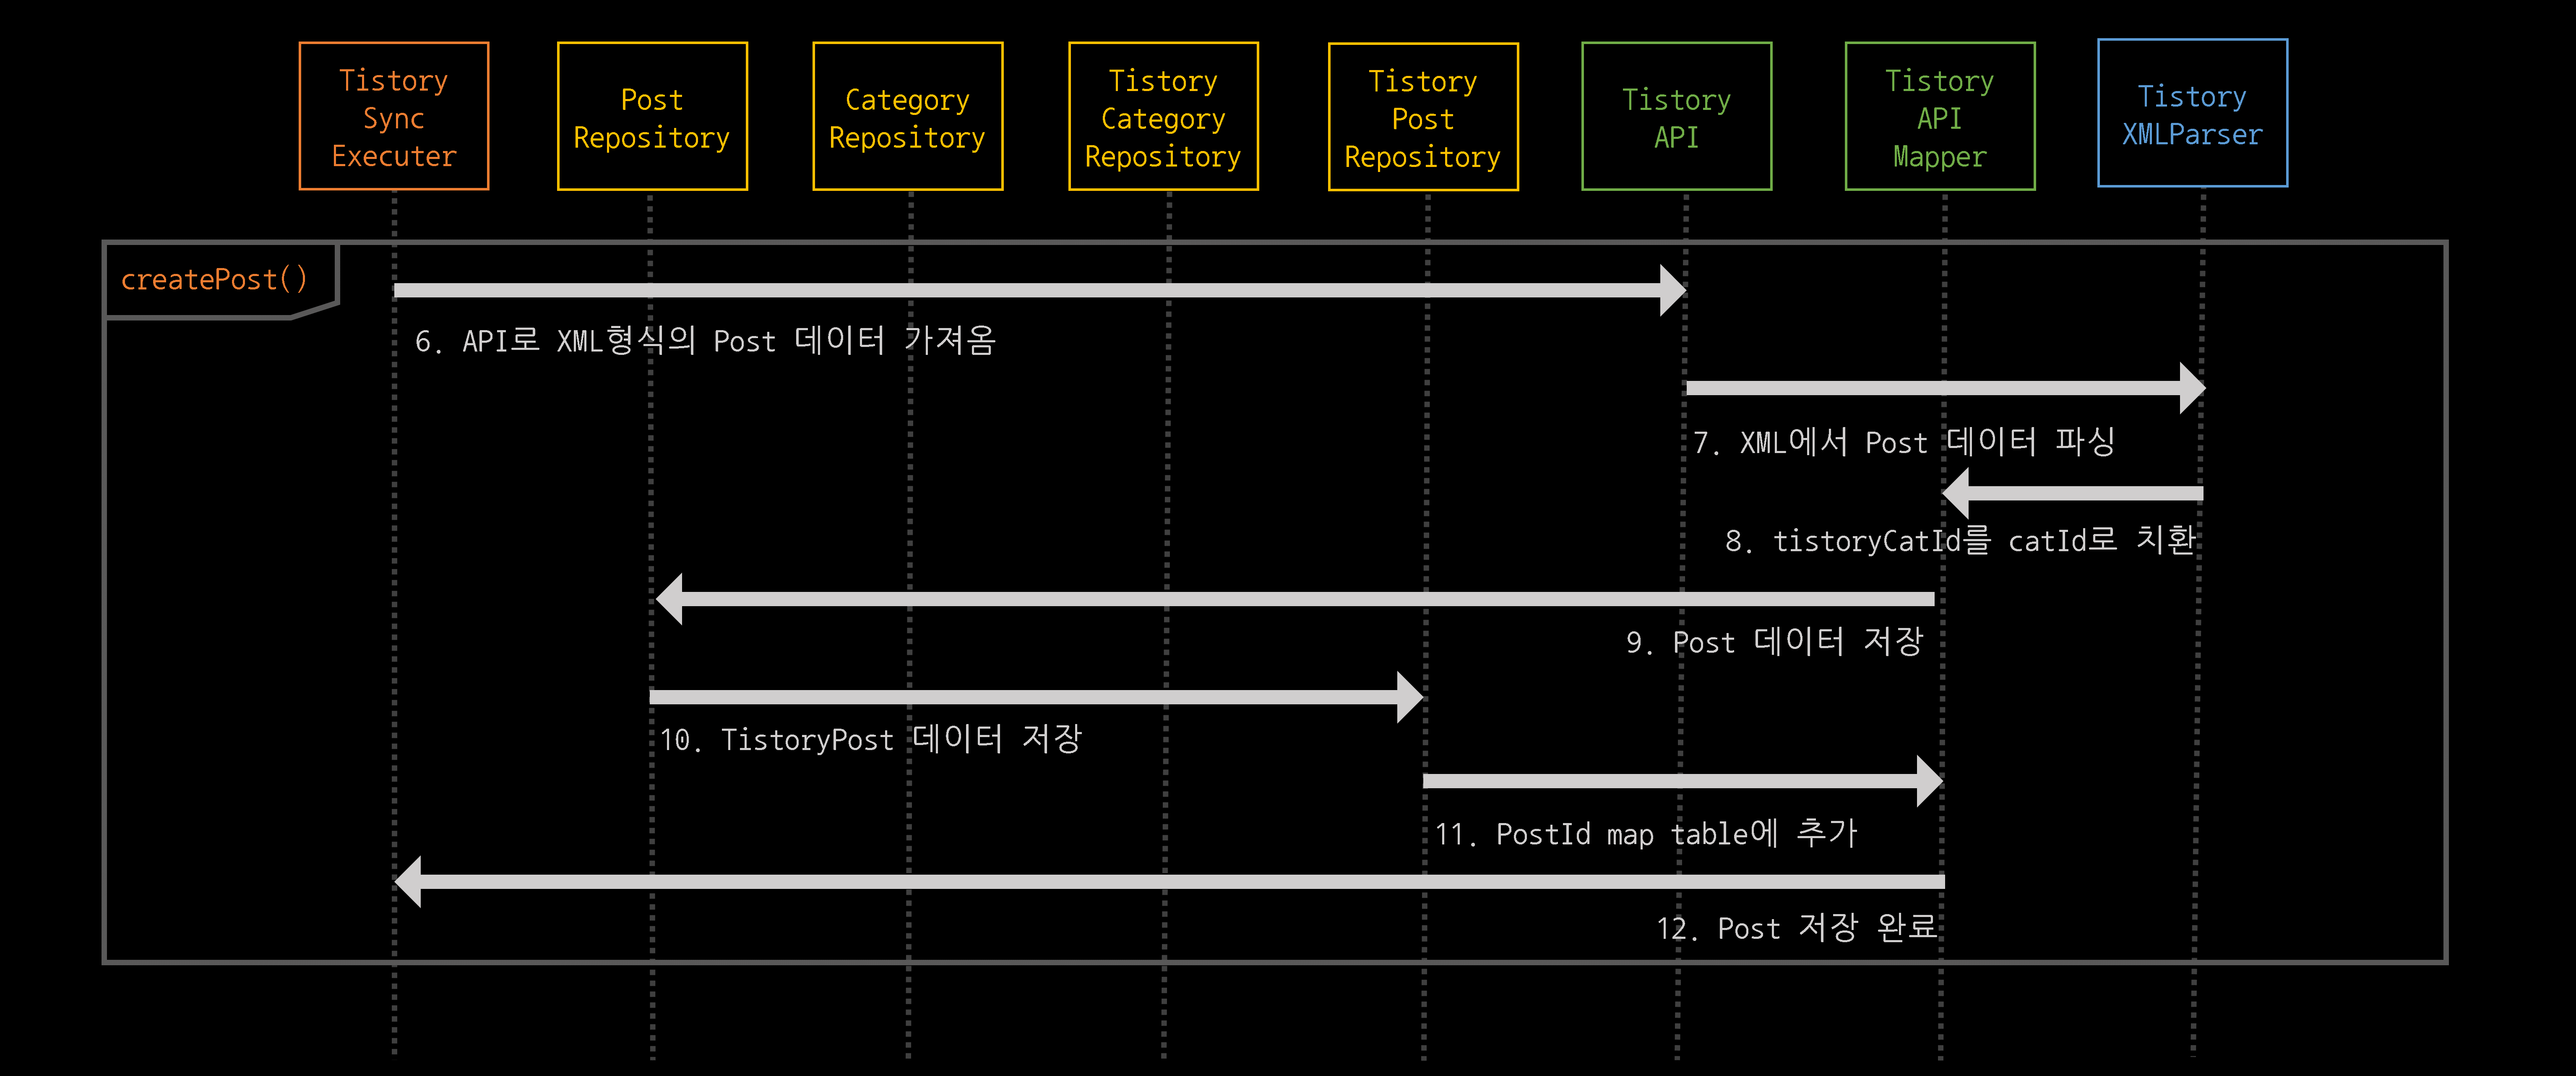 Tistory
Sync
Executer
Post
Repository
Category
Repository
Tistory
Category
Repository
Tistory
Post
Repository
Tistory
API
Tistory
API
Mapper
Tistory
XMLParser
createPost()
6. API로 XML형식의 Post 데이터 가져옴
7. XML에서 Post 데이터 파싱
8. tistoryCatId를 catId로 치환
9. Post 데이터 저장
10. TistoryPost 데이터 저장
11. PostId map table에 추가
12. Post 저장 완료